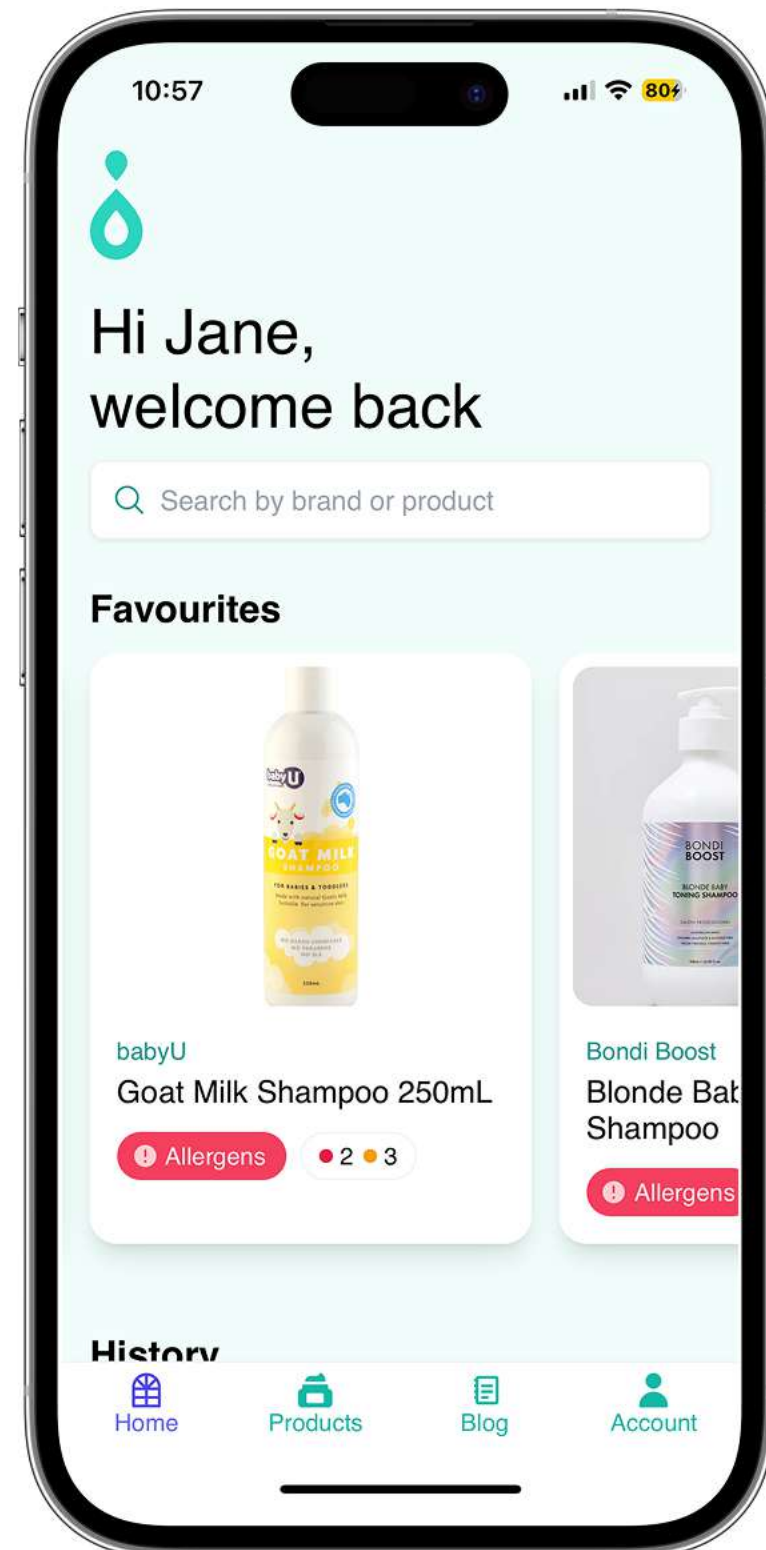 10:57
80
Hi Jane,
welcome back
Search by brand or product
Favourites
baby U
GOAT MILK
SHAMPOO
FOR BABIES & TODDLERS
BONDI
BOOST
BLONDE BABY
TONING SHAMPOO
babyU
Goat Milk Shampoo 250mL
Allergens
2 3
Bondi Boost
Blonde Bab
Shampoo
Allergens
History
Home
Products
Blog
Account